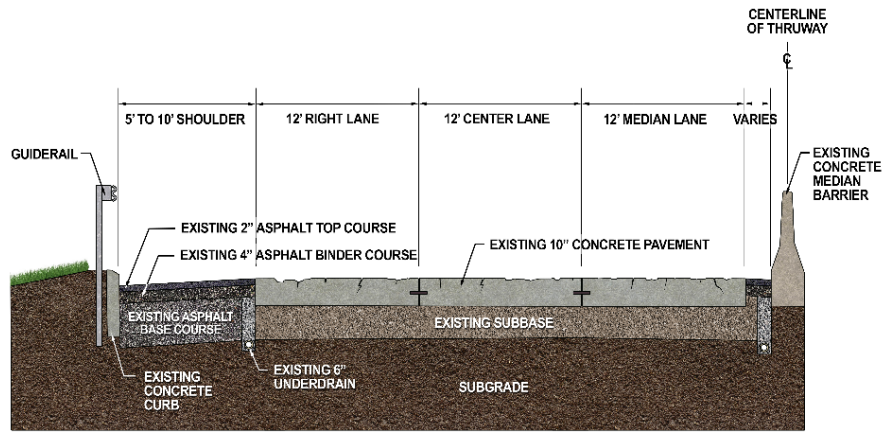 CENTERLINE
OF THRUWAY
℄
5' TO 10' SHOULDER
12' RIGHT LANE
12' CENTER LANE
12' MEDIAN LANE
VARIES
GUIDERAIL
EXISTING
CONCRETE
MEDIAN
BARRIER
EXISTING 2" ASPHALT TOP COURSE
EXISTING 4" ASPHALT BINDER COURSE
EXISTING 10" CONCRETE PAVEMENT
EXISTING ASPHALT
BASE COURSE
EXISTING SUBBASE
EXISTING
CONCRETE
CURB
EXISTING 6"
UNDERDRAIN
SUBGRADE